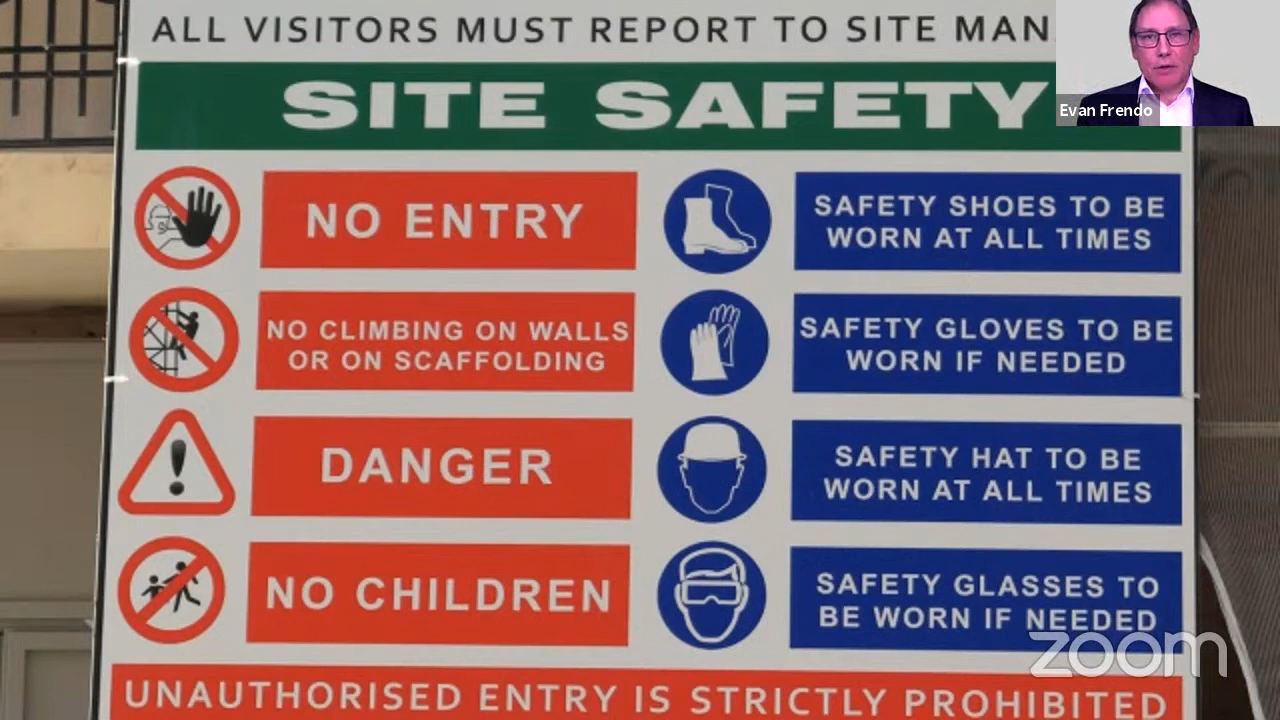 ALL VISITORS MUST REPORT TO SITE MAN
SITE SAFETY
Evan Frendo
NO ENTRY
SAFETY SHOES TO BE
WORN AT ALL TIMES
NO CLIMBING ON WALLS
OR ON SCAFFOLDING
SAFETY GLOVES TO BE
WORN IF NEEDED
DANGER
SAFETY HAT TO BE
WORN AT ALL TIMES
NO CHILDREN
SAFETY GLASSES TO
BE WORN IF NEEDED
zoom
UNAUTHORISED ENTRY IS STRICTLY PROHIBITED